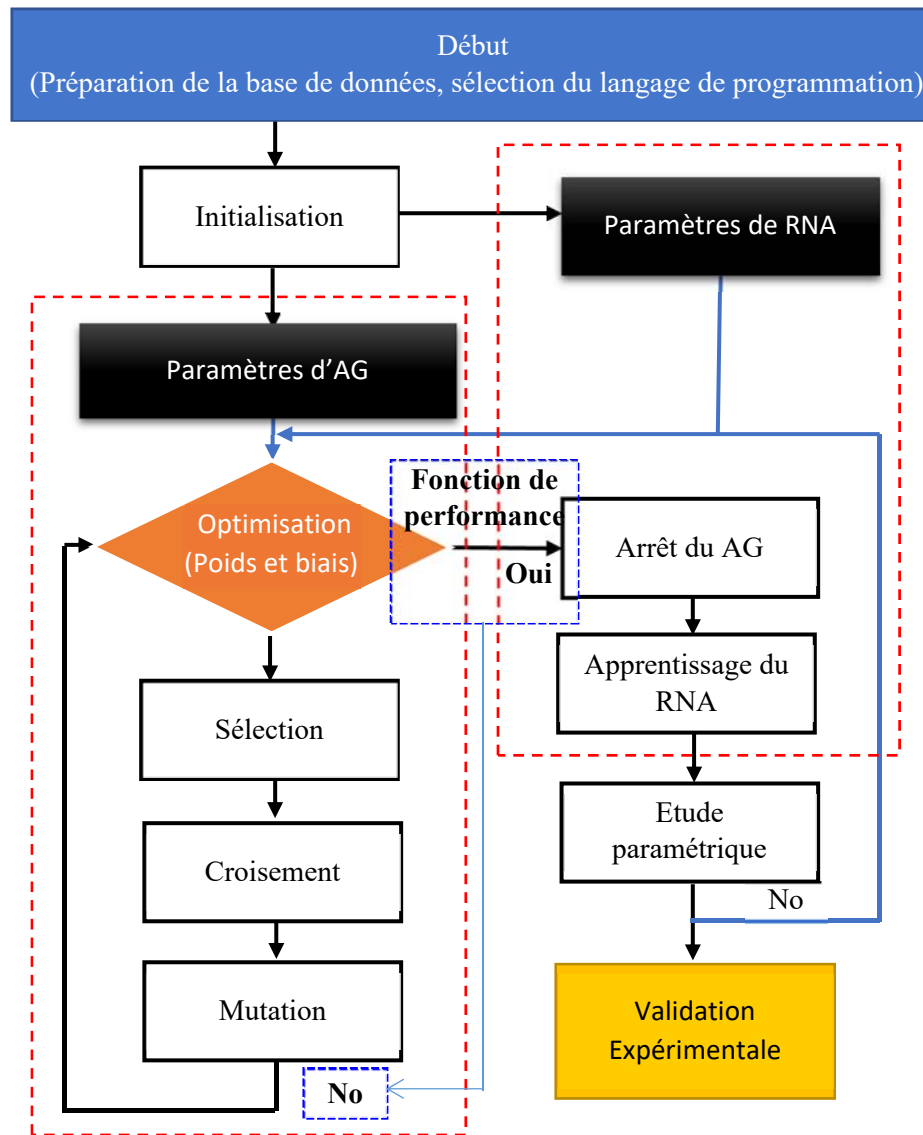 Début
(Préparation de la base de données, sélection du langage de programmation)
Initialisation
Paramètres de RNA
Paramètres d’AG
Fonction de
performance
Optimisation
(Poids et biais)
Oui
Arrêt du AG
Apprentissage du
RNA
Sélection
Etude
paramétrique
Croisement
No
Mutation
Validation
Expérimentale
No